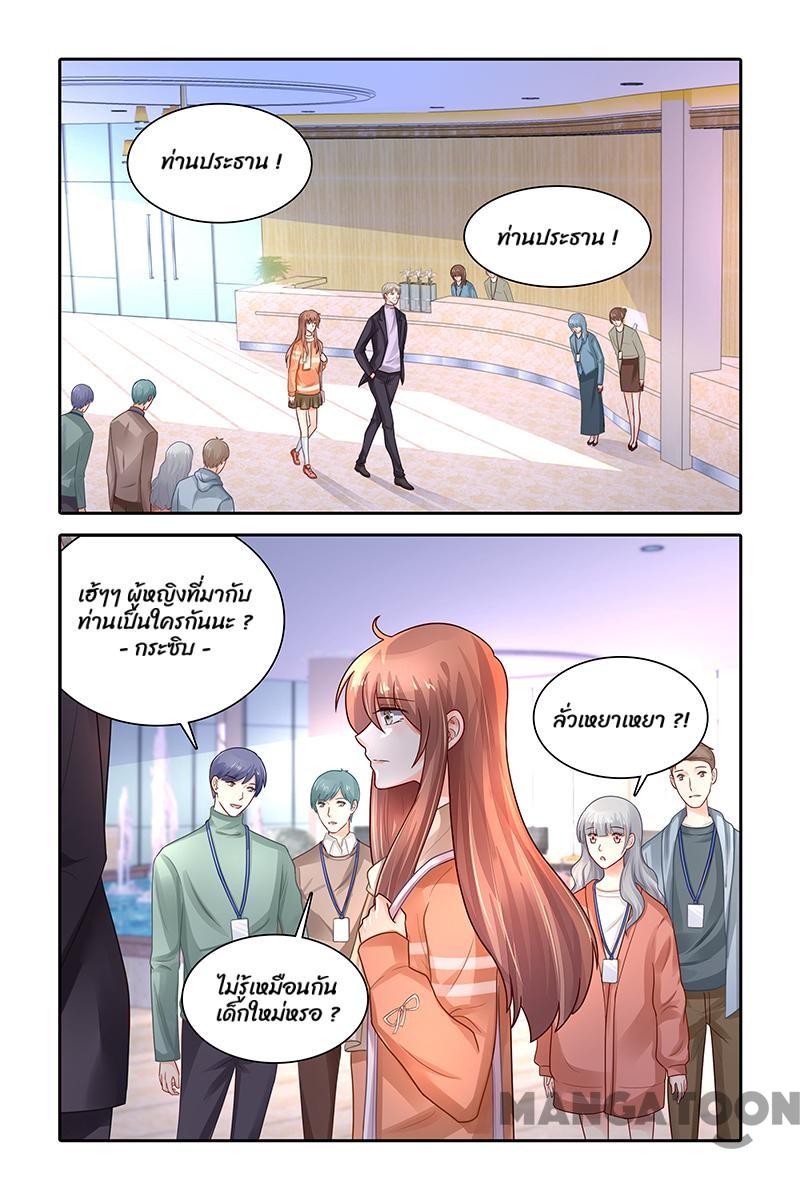 ท่านประธาน !
ท่านประธาน !
เฮ้ๆๆ ผู้หญิงที่มากับ
ท่านเป็นใครกันนะ ?
- กระซิบ -
ลั่วเหยาเหยา ?!
ไม่รู้เหมือนกัน
เด็กใหม่หรอ ?
MANGATOON